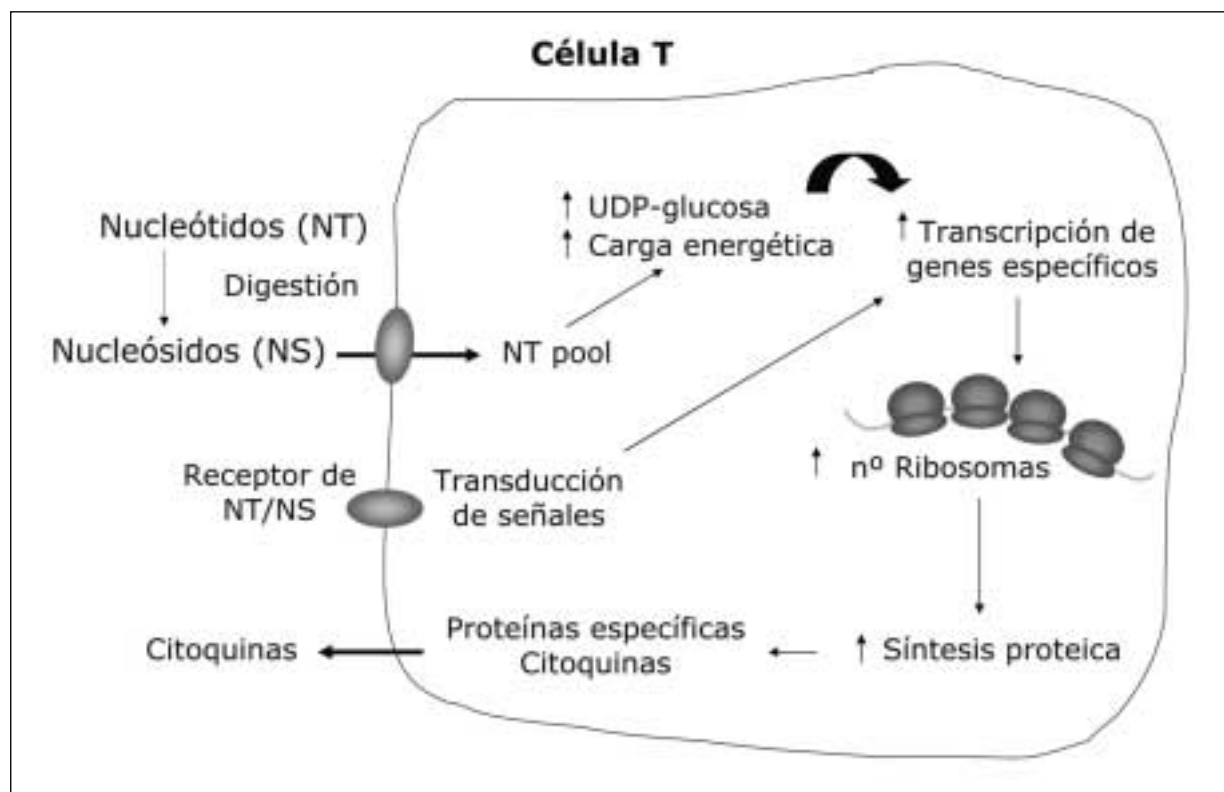 Célula T
↑ UDP-glucosa
↑ Carga energética
Nucleótidos (NT)
Digestión
Nucleósidos (NS)
NT pool
↑ Transcripción de
genes específicos
↑ nº Ribosomas
Receptor de
NT/NS
Transducción
de señales
↑ Síntesis proteica
Proteínas específicas
Citoquinas
Citoquinas